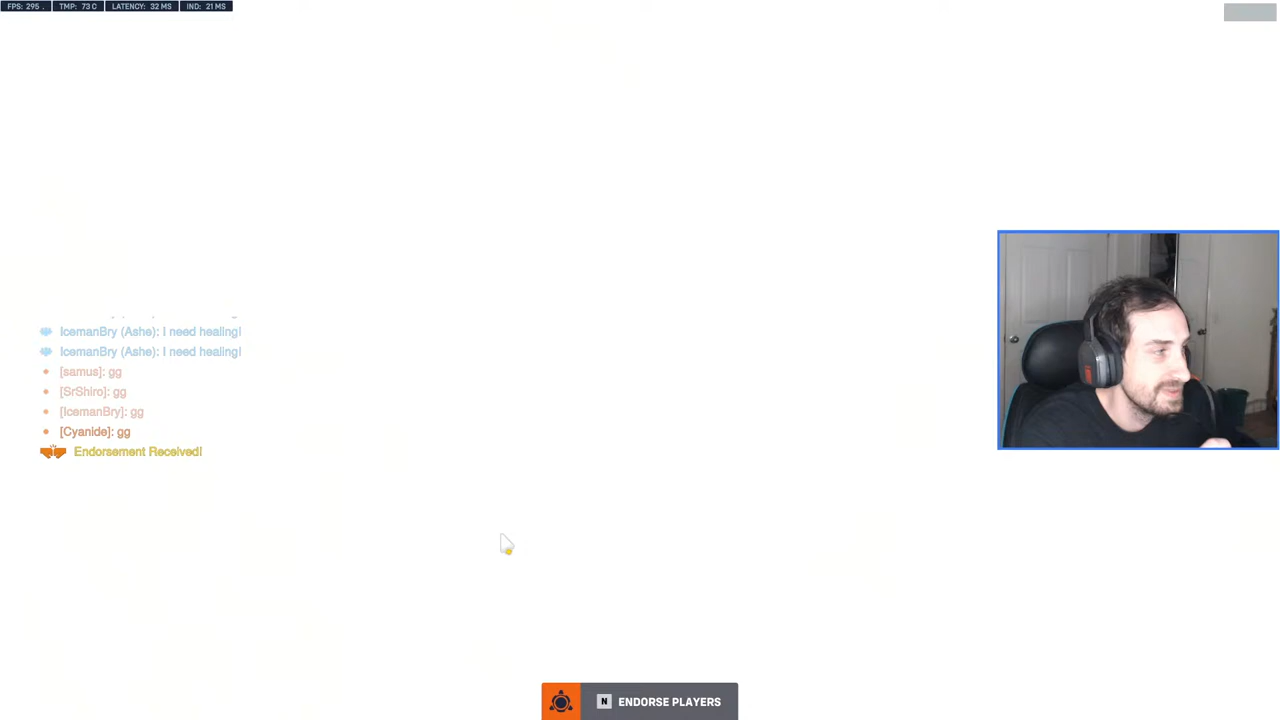 FPS: 295 . TMP: 73 C LATENCY: 32 MS IND: 21 MS
IcemanBry (Ashe): I need healing!
IcemanBry (Ashe): I need healing!
[samus]: gg
[SrShiro]: gg
[IcemanBry]: gg
[Cyanide]: gg
Endorsement Received!
N ENDORSE PLAYERS